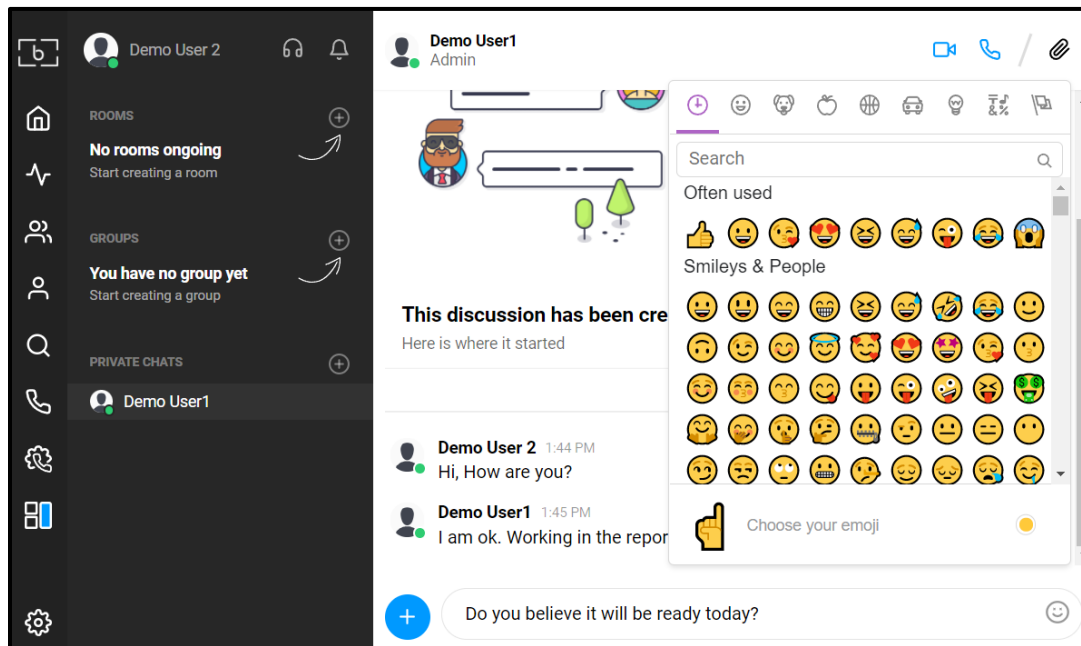 Demo User 2
ROOMS
No rooms ongoing
Start creating a room
GROUPS
You have no group yet
Start creating a group
PRIVATE CHATS
Demo User1
Demo User1
Admin
This discussion has been cre
Here is where it started
Demo User 2 1:44 PM
Hi, How are you?
Demo User1 1:45 PM
I am ok. Working in the repor
Do you believe it will be ready today?
Search
Often used
Smileys & People
Choose your emoji